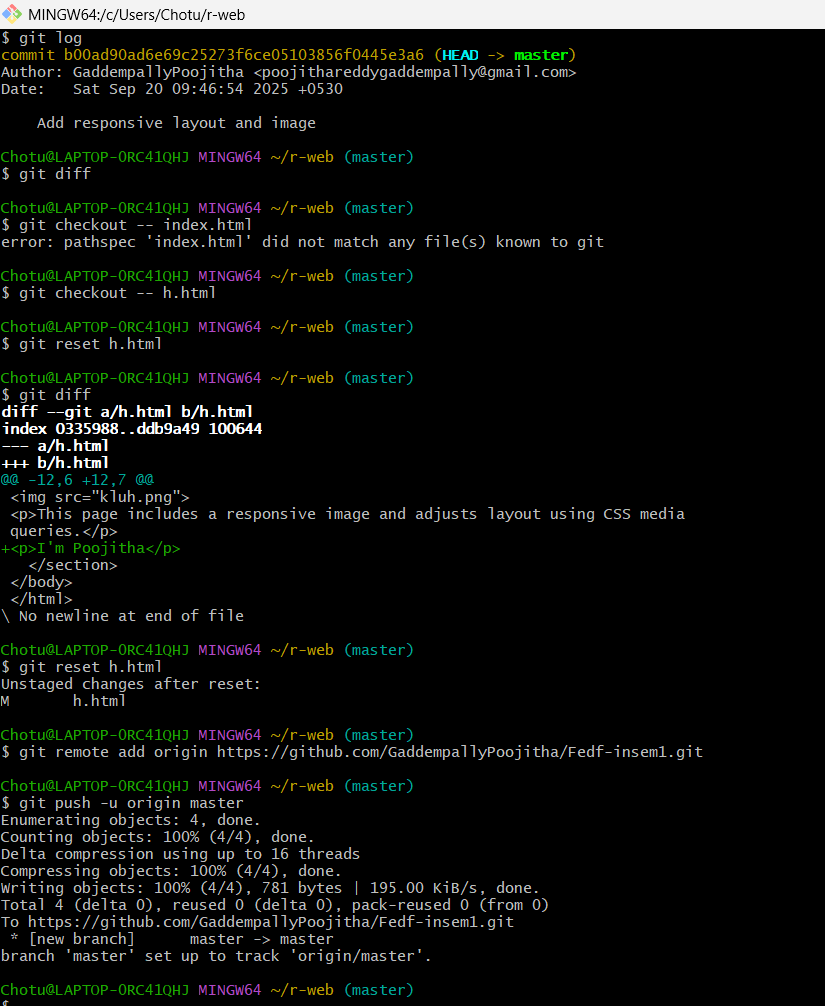 MINGW64:/c/Users/Chotu/r-web
$ git log
commit b00ad90ad6e69c25273f6ce05103856f0445e3a6 (HEAD -> master)
Author: GaddempallyPoojitha <poojithareddygaddempally@gmail.com>
Date:   Sat Sep 20 09:46:54 2025 +0530
    Add responsive layout and image
Chotu@LAPTOP-0RC41QHJ MINGW64 ~/r-web (master)
$ git diff
Chotu@LAPTOP-0RC41QHJ MINGW64 ~/r-web (master)
$ git checkout -- index.html
error: pathspec 'index.html' did not match any file(s) known to git
Chotu@LAPTOP-0RC41QHJ MINGW64 ~/r-web (master)
$ git checkout -- h.html
Chotu@LAPTOP-0RC41QHJ MINGW64 ~/r-web (master)
$ git reset h.html
Chotu@LAPTOP-0RC41QHJ MINGW64 ~/r-web (master)
$ git diff
diff --git a/h.html b/h.html
index 0335988..ddb9a49 100644
--- a/h.html
+++ b/h.html
@@ -12,6 +12,7 @@
 <img src="kluh.png">
 <p>This page includes a responsive image and adjusts layout using CSS media
 queries.</p>
+<p>I'm Poojitha</p>
   </section>
 </body>
 </html>
\ No newline at end of file
Chotu@LAPTOP-0RC41QHJ MINGW64 ~/r-web (master)
$ git reset h.html
Unstaged changes after reset:
M       h.html
Chotu@LAPTOP-0RC41QHJ MINGW64 ~/r-web (master)
$ git remote add origin https://github.com/GaddempallyPoojitha/Fedf-insem1.git
Chotu@LAPTOP-0RC41QHJ MINGW64 ~/r-web (master)
$ git push -u origin master
Enumerating objects: 4, done.
Counting objects: 100% (4/4), done.
Delta compression using up to 16 threads
Compressing objects: 100% (4/4), done.
Writing objects: 100% (4/4), 781 bytes | 195.00 KiB/s, done.
Total 4 (delta 0), reused 0 (delta 0), pack-reused 0 (from 0)
To https://github.com/GaddempallyPoojitha/Fedf-insem1.git
 * [new branch]      master -> master
branch 'master' set up to track 'origin/master'.
Chotu@LAPTOP-0RC41QHJ MINGW64 ~/r-web (master)
$